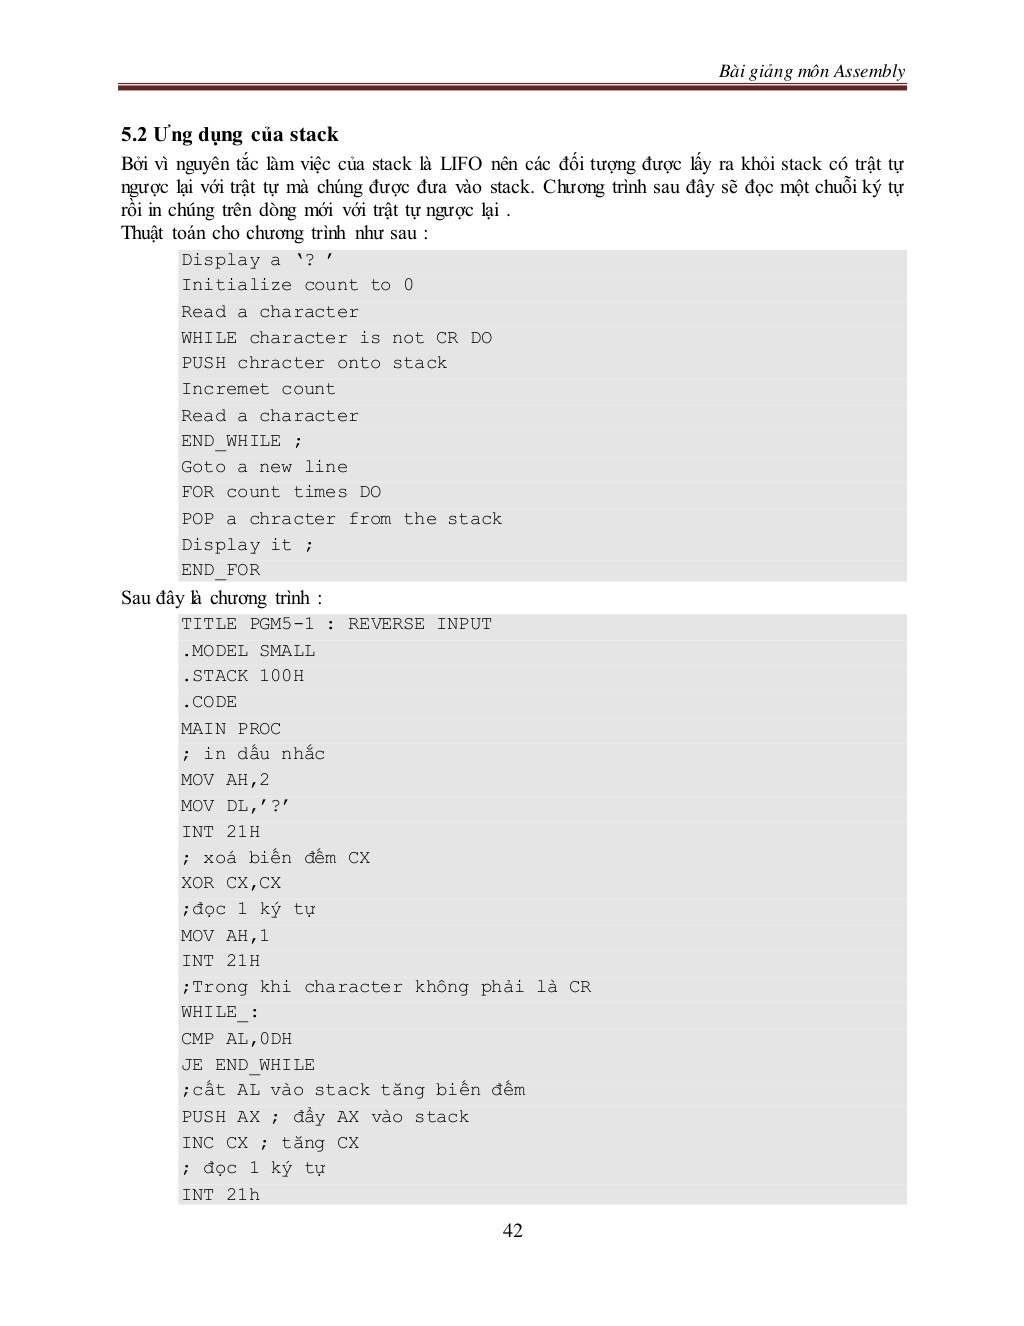 Bài giảng môn Assembly
5.2 Ứng dụng của stack
Bởi vì nguyên tắc làm việc của stack là LIFO nên các đối tượng được lấy ra khỏi stack có trật tự
ngược lại với trật tự mà chúng được đưa vào stack. Chương trình sau đây sẽ đọc một chuỗi ký tự
rồi in chúng trên dòng mới với trật tự ngược lại .
Thuật toán cho chương trình như sau :
Display a ‘? ’
Initialize count to 0
Read a character
WHILE character is not CR DO
PUSH chracter onto stack
Incremet count
Read a character
END_WHILE ;
Goto a new line
FOR count times DO
POP a chracter from the stack
Display it ;
END_FOR
Sau đây là chương trình :
TITLE PGM5-1 : REVERSE INPUT
.MODEL SMALL
.STACK 100H
.CODE
MAIN PROC
; in dấu nhắc
MOV AH,2
MOV DL,’?’
INT 21H
; xoá biến đếm CX
XOR CX,CX
;đọc 1 ký tự
MOV AH,1
INT 21H
;Trong khi character không phải là CR
WHILE_:
CMP AL,0DH
JE END_WHILE
;cất AL vào stack tăng biến đếm
PUSH AX ; đẩy AX vào stack
INC CX ; tăng CX
; đọc 1 ký tự
INT 21h
42